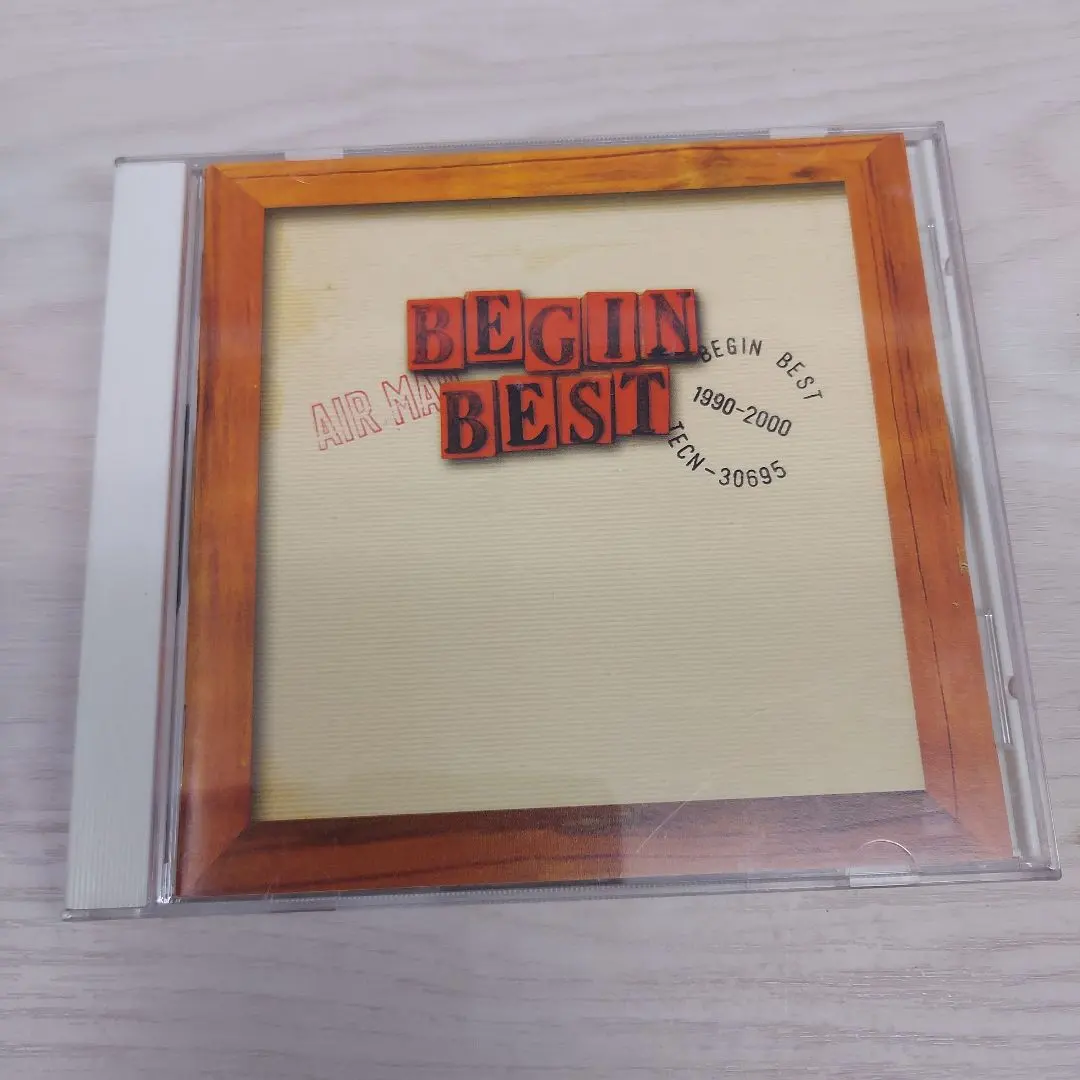 BEGIN
BEST
AIR MA
BEGIN BEST
1990-2000
TECN-30695